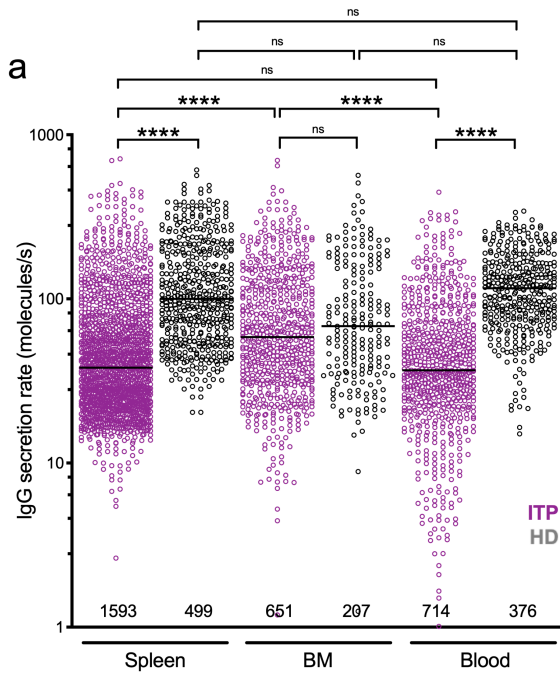 ns
ns
ns
ns
a
****
****
****
ns
****
1000
100
10
1
IgG secretion rate (molecules/s)
ITP
HD
1593 499 651 207 714 376
Spleen BM Blood